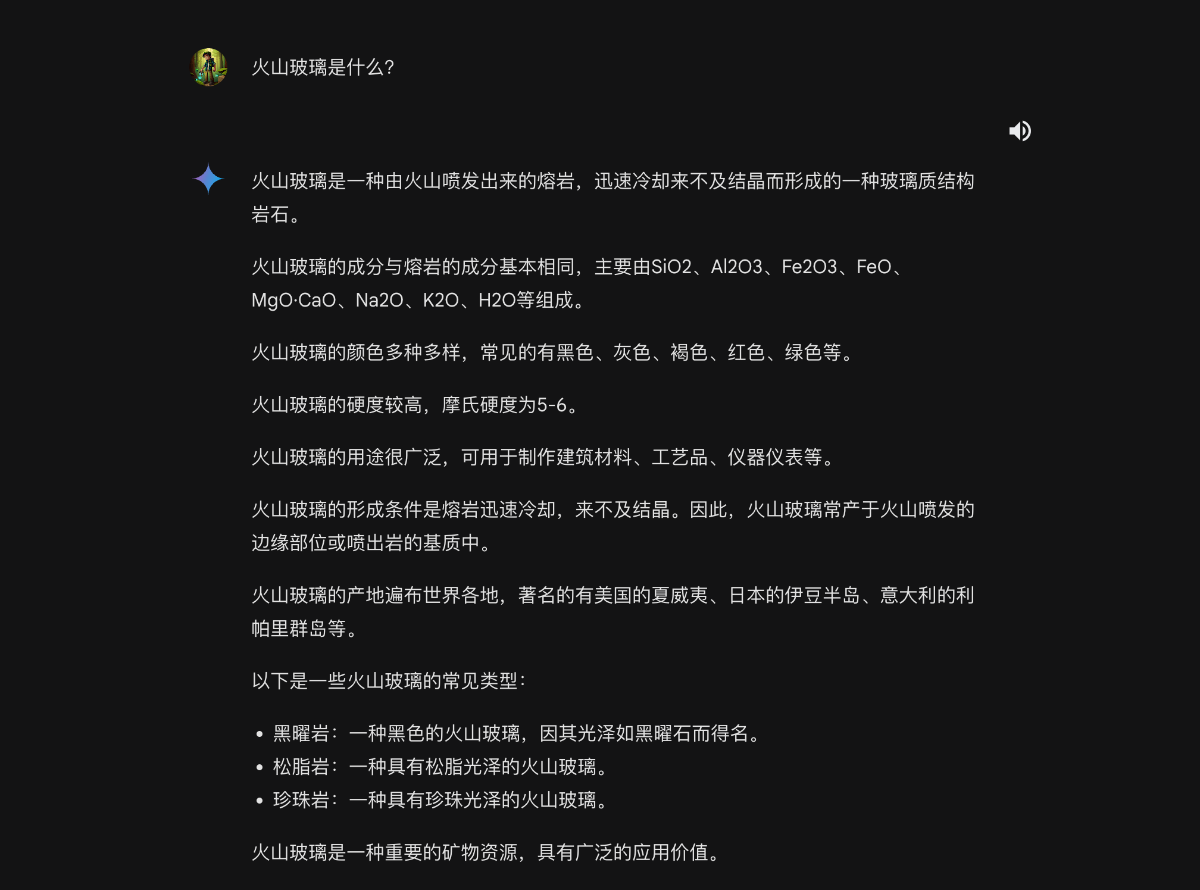 火山玻璃是什么?
火山玻璃是一种由火山喷发出来的熔岩，迅速冷却来不及结晶而形成的一种玻璃质结构
岩石。
火山玻璃的成分与熔岩的成分基本相同，主要由SiO2、Al2O3、Fe2O3、FeO、
MgO·CaO、Na2O、K2O、H2O等组成。
火山玻璃的颜色多种多样，常见的有黑色、灰色、褐色、红色、绿色等。
火山玻璃的硬度较高，摩氏硬度为5-6。
火山玻璃的用途很广泛，可用于制作建筑材料、工艺品、仪器仪表等。
火山玻璃的形成条件是熔岩迅速冷却，来不及结晶。因此，火山玻璃常产于火山喷发的
边缘部位或喷出岩的基质中。
火山玻璃的产地遍布世界各地，著名的有美国的夏威夷、日本的伊豆半岛、意大利的利
帕里群岛等。
以下是一些火山玻璃的常见类型：
• 黑曜岩：一种黑色的火山玻璃，因其光泽如黑曜石而得名。
• 松脂岩：一种具有松脂光泽的火山玻璃。
• 珍珠岩：一种具有珍珠光泽的火山玻璃。
火山玻璃是一种重要的矿物资源，具有广泛的应用价值。